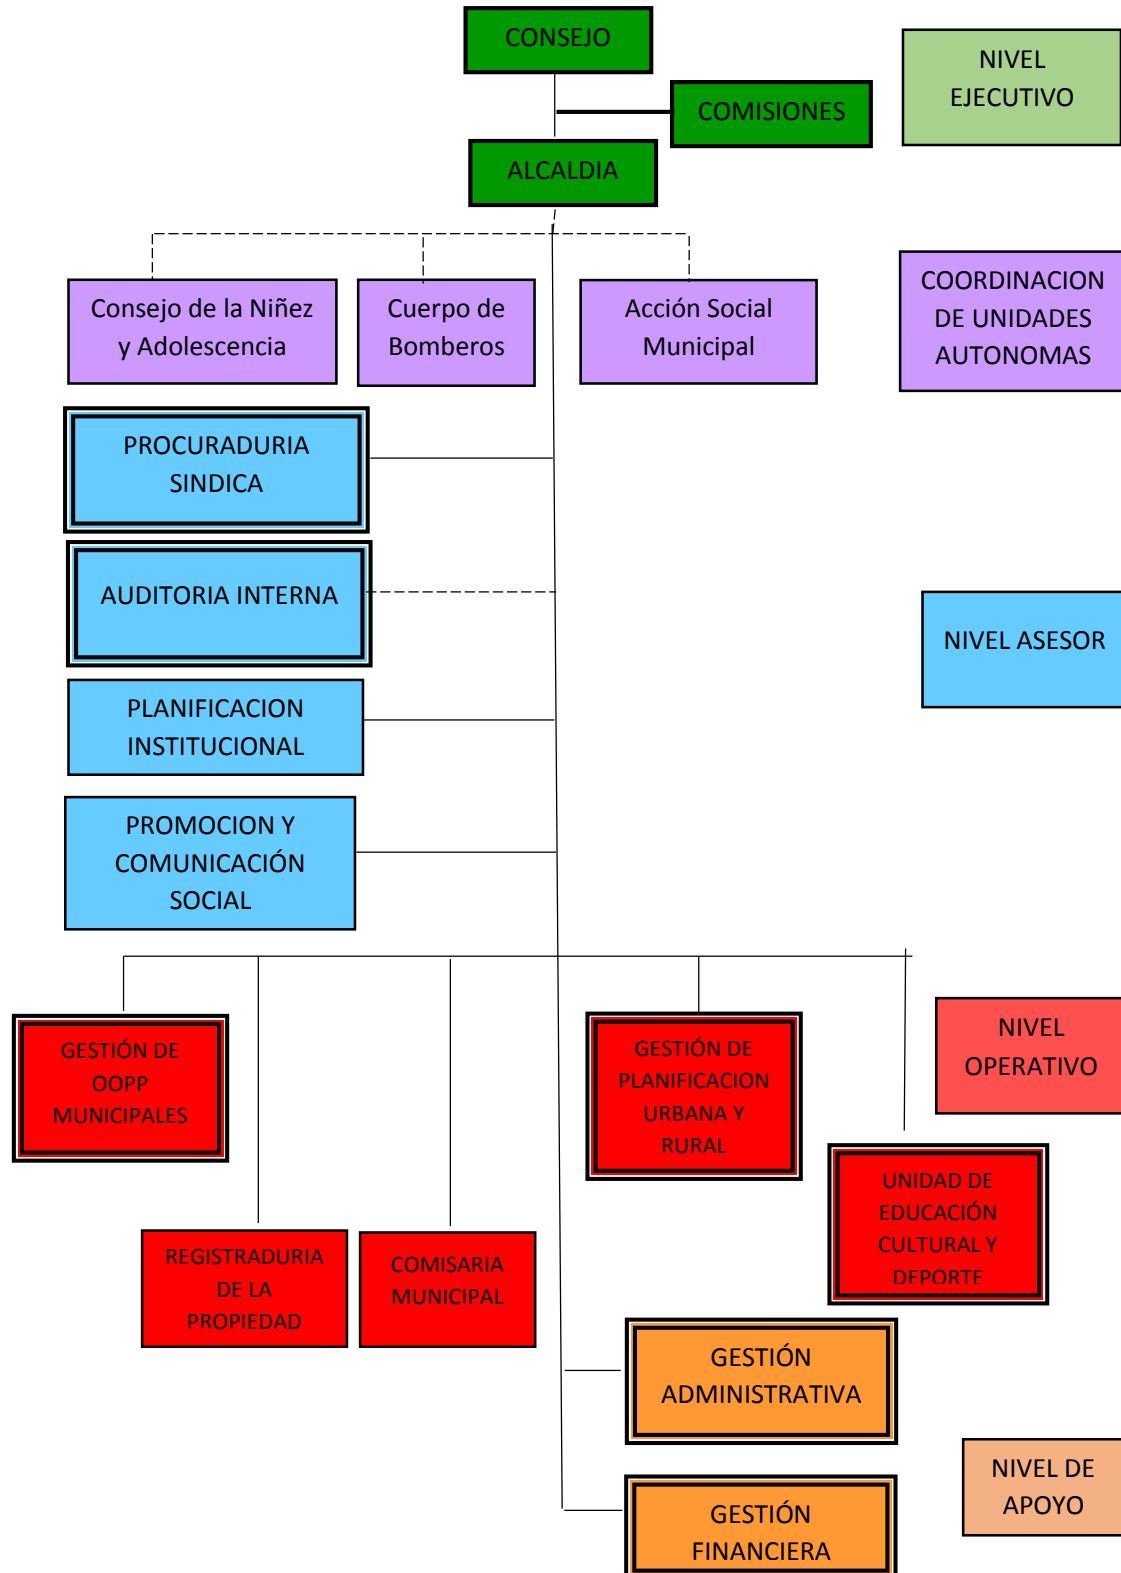 CONSEJO
NIVEL
EJECUTIVO
COMISIONES
ALCALDIA
Consejo de la Niñez
y Adolescencia
Cuerpo de
Bomberos
Acción Social
Municipal
COORDINACION
DE UNIDADES
AUTONOMAS
PROCURADURIA
SINDICA
AUDITORIA INTERNA
NIVEL ASESOR
PLANIFICACION
INSTITUCIONAL
PROMOCION Y
COMUNICACIÓN
SOCIAL
GESTIÓN DE
OOPP
MUNICIPALES
GESTIÓN DE
PLANIFICACION
URBANA Y
RURAL
NIVEL
OPERATIVO
UNIDAD DE
EDUCACIÓN
CULTURAL Y
DEPORTE
REGISTRADURIA
DE LA
PROPIEDAD
COMISARIA
MUNICIPAL
GESTIÓN
ADMINISTRATIVA
NIVEL DE
APOYO
GESTIÓN
FINANCIERA